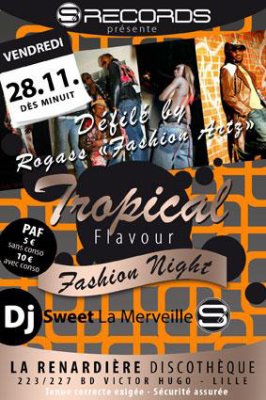 S RECORDS
présente
VENDREDI
28.11.
DÈS MINUIT
Défilé by
Rogass «Fashion Artz»
Tropical
Flavour
Fashion Night
PAF
5 €
sans conso
10 €
avec conso
Dj Sweet La Merveille S
LA RENARDIÈRE DISCOTHÈQUE
223/227 BD VICTOR HUGO - LILLE
Tenue correcte exigée - Sécurité assurée